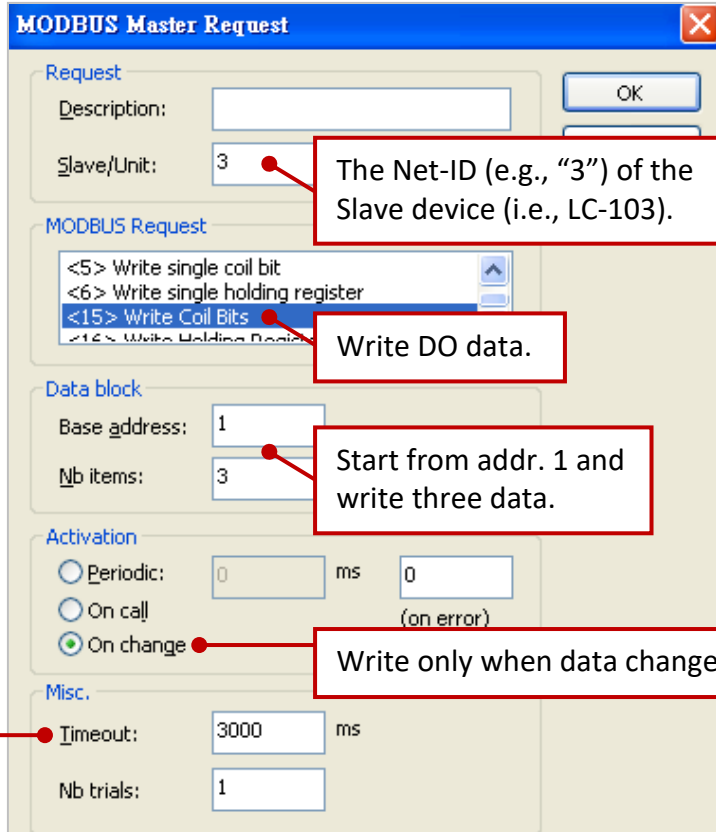 MODBUS Master Request
Request
OK
Description:
Slave/Unit: 3
The Net-ID (e.g., “3”) of the
Slave device (i.e., LC-103).
MODBUS Request
<5> Write single coil bit
<6> Write single holding register
<15> Write Coil Bits
<16> Write Holding
Write DO data.
Data block
Base address: 1
Nb items: 3
Start from addr. 1 and
write three data.
Activation
Periodic: 0 ms 0
On call (on error)
On change
Write only when data change
Misc.
Timeout: 3000 ms
Nb trials: 1